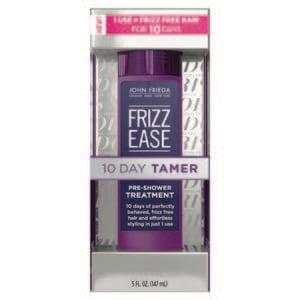 NEW!
1 USE = FRIZZ FREE HAIR
FOR 10 DAYS
JOHN FRIEDA
FRIZZ
EASE
10 DAY TAMER
PRE-SHOWER
TREATMENT
10 days of perfectly
behaved, frizz free
hair and effortless
styling in just 1 use
5 FL. OZ. (147 mL)